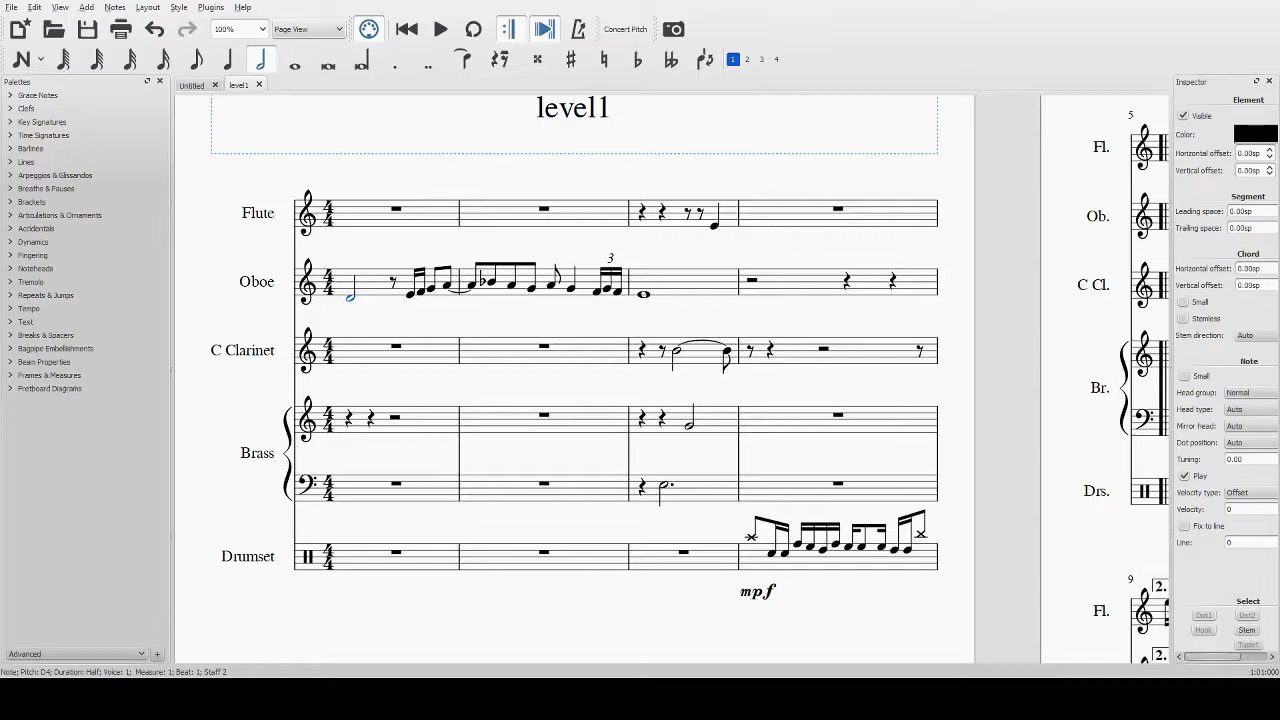 File Edit View Add Notes Layout Style Plugins Help
100% Page View Concert Pitch
1 2 3 4
Palettes
Untitled level1
Inspector
Grace Notes
Clefs
Key Signatures
Time Signatures
Barlines
Lines
Arpeggios & Glissandos
Breaths & Pauses
Brackets
Articulations & Ornaments
Accidentals
Dynamics
Fingering
Noteheads
Tremolo
Repeats & Jumps
Tempo
Text
Breaks & Spacers
Bagpipe Embellishments
Beam Properties
Frames & Measures
Fretboard Diagrams
Advanced
level1
Flute
Oboe
3
C Clarinet
Brass
Drumset
mp f
5
Fl.
Ob.
C Cl.
Br.
Drs.
9
2.
Fl.
2.
Element
Visible
Color:
Horizontal offset: 0.00sp
Vertical offset: 0.00sp
Segment
Leading space: 0.00sp
Trailing space: 0.00sp
Chord
Horizontal offset: 0.00sp
Vertical offset: 0.00sp
Small
Stemless
Stem direction: Auto
Note
Small
Head group: Normal
Head type: Auto
Mirror head: Auto
Dot position: Auto
Tuning: 0.00
Play
Velocity type: Offset
Velocity: 0
Fix to line
Line: 0
Select
Dot1 Dot2
Hook Stem
Tuplet
Note; Pitch: D4; Duration: Half; Voice: 1; Measure: 1; Beat: 1; Staff 2
1:01:000